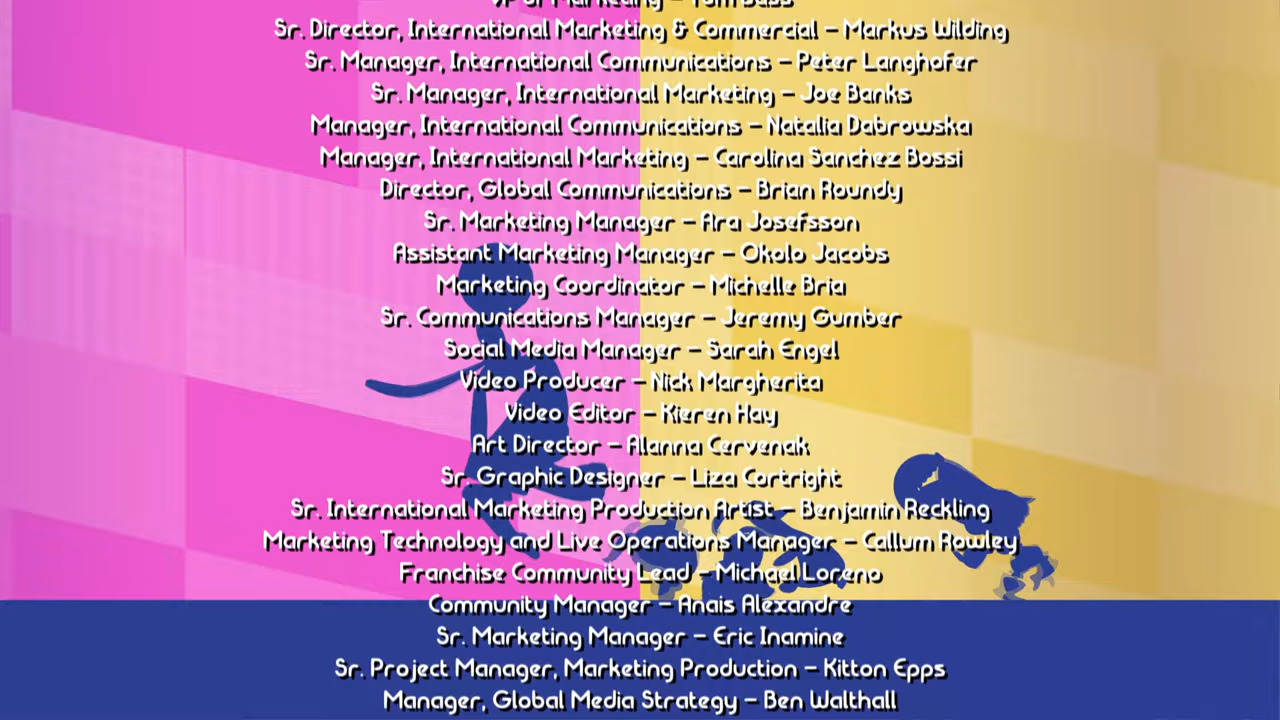 VP of Marketing – Tom Bass
Sr. Director, International Marketing & Commercial – Markus Wilding
Sr. Manager, International Communications – Peter Langhofer
Sr. Manager, International Marketing – Joe Banks
Manager, International Communications – Natalia Dabrowska
Manager, International Marketing – Carolina Sanchez Bossi
Director, Global Communications – Brian Roundy
Sr. Marketing Manager – Ara Josefsson
Assistant Marketing Manager – Okolo Jacobs
Marketing Coordinator – Michelle Bria
Sr. Communications Manager – Jeremy Gumber
Social Media Manager – Sarah Engel
Video Producer – Nick Margherita
Video Editor – Kieren Hay
Art Director – Alanna Cervenak
Sr. Graphic Designer – Liza Cortright
Sr. International Marketing Production Artist – Benjamin Reckling
Marketing Technology and Live Operations Manager – Callum Rowley
Franchise Community Lead – Michael Loreno
Community Manager – Anais Alexandre
Sr. Marketing Manager – Eric Inamine
Sr. Project Manager, Marketing Production – Kitton Epps
Manager, Global Media Strategy – Ben Walthall